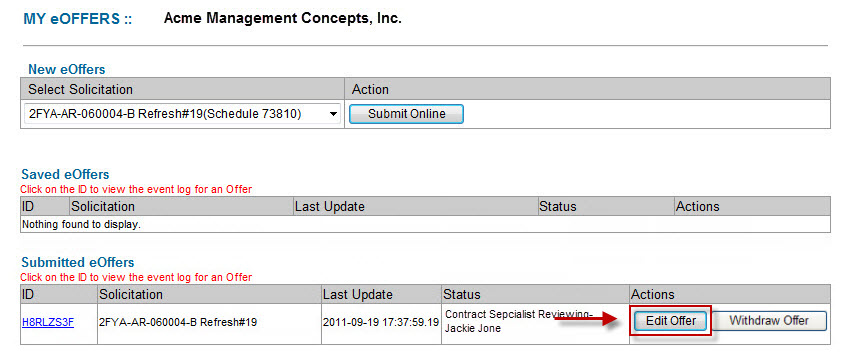 MY eOFFERS :: Acme Management Concepts, Inc.
New eOffers
Select Solicitation Action
2FYA-AR-060004-B Refresh#19(Schedule 73810) Submit Online
Saved eOffers
Click on the ID to view the event log for an Offer
ID Solicitation Last Update Status Actions
Nothing found to display.
Submitted eOffers
Click on the ID to view the event log for an Offer
ID Solicitation Last Update Status Actions
H8RLZS3F 2FYA-AR-060004-B Refresh#19 2011-09-19 17:37:59.19 Contract Sepcialist Reviewing- Edit Offer Withdraw Offer
Jackie Jone